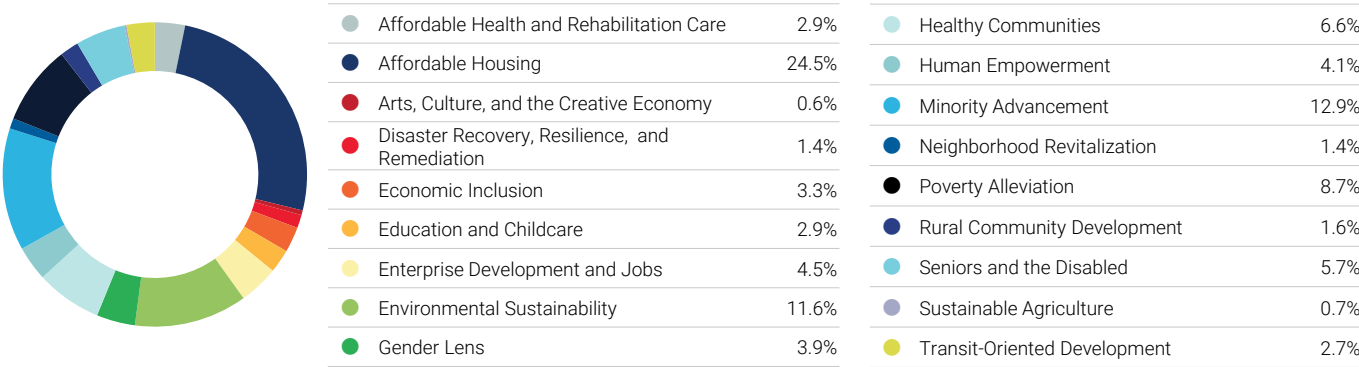 Affordable Health and Rehabilitation Care 2.9%
Affordable Housing 24.5%
Arts, Culture, and the Creative Economy 0.6%
Disaster Recovery, Resilience, and
Remediation 1.4%
Economic Inclusion 3.3%
Education and Childcare 2.9%
Enterprise Development and Jobs 4.5%
Environmental Sustainability 11.6%
Gender Lens 3.9%
Healthy Communities 6.6%
Human Empowerment 4.1%
Minority Advancement 12.9%
Neighborhood Revitalization 1.4%
Poverty Alleviation 8.7%
Rural Community Development 1.6%
Seniors and the Disabled 5.7%
Sustainable Agriculture 0.7%
Transit-Oriented Development 2.7%